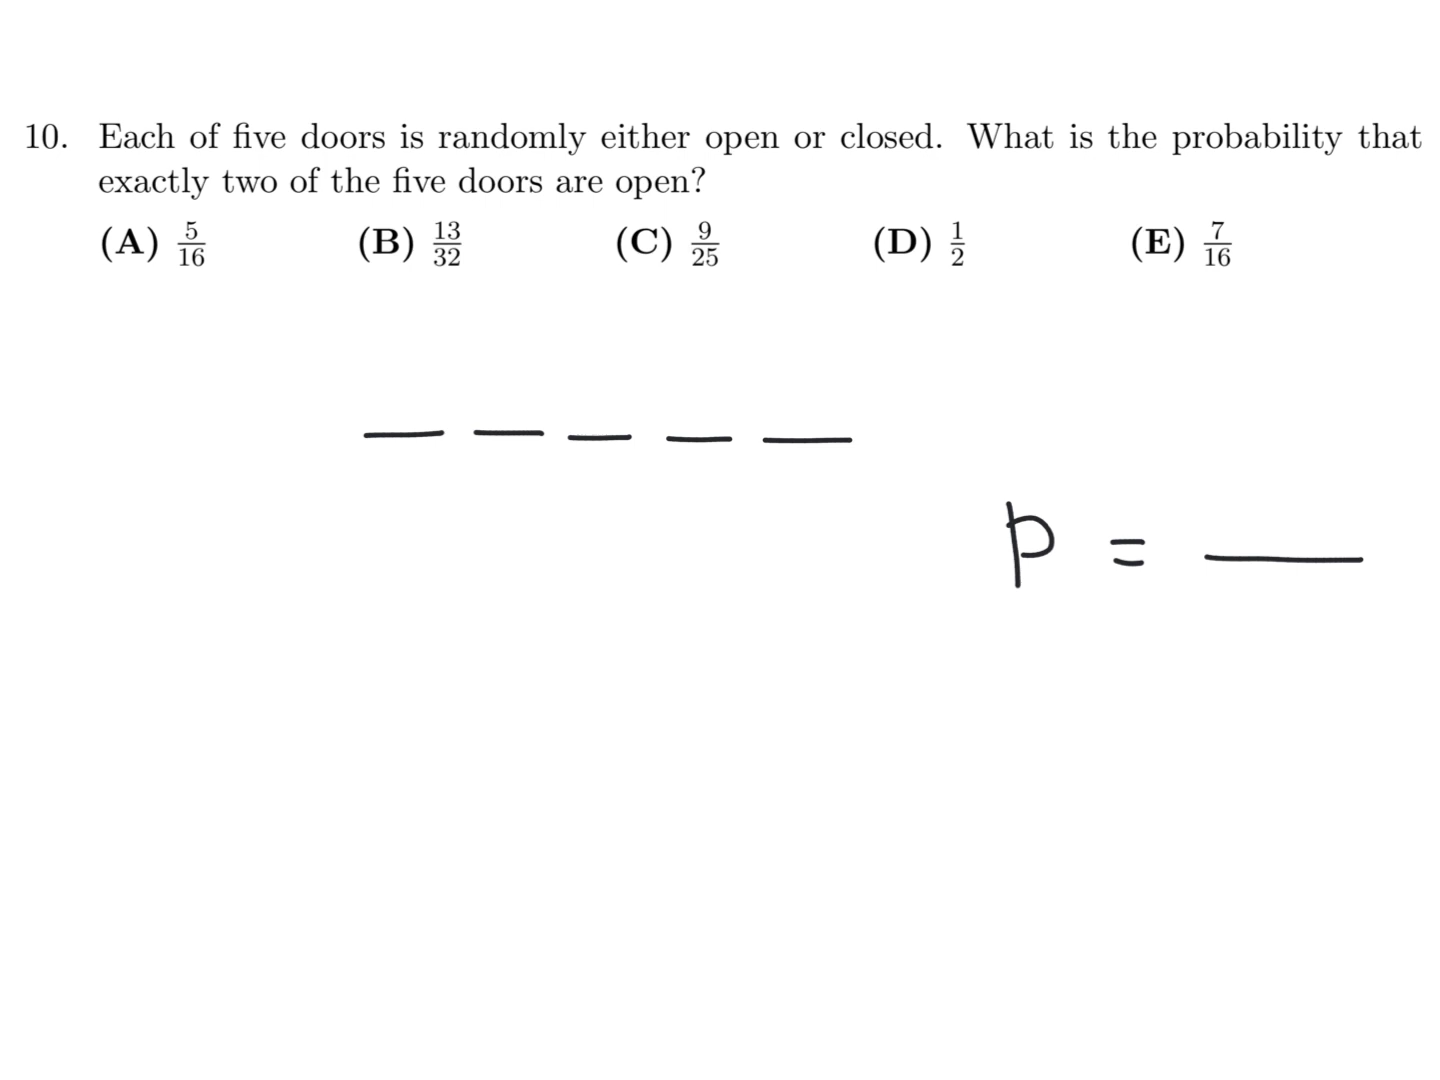 10. Each of five doors is randomly either open or closed. What is the probability that
exactly two of the five doors are open?
(A) 5/16 (B) 13/32 (C) 9/25 (D) 1/2 (E) 7/16
_ _ _ _ _
p = _